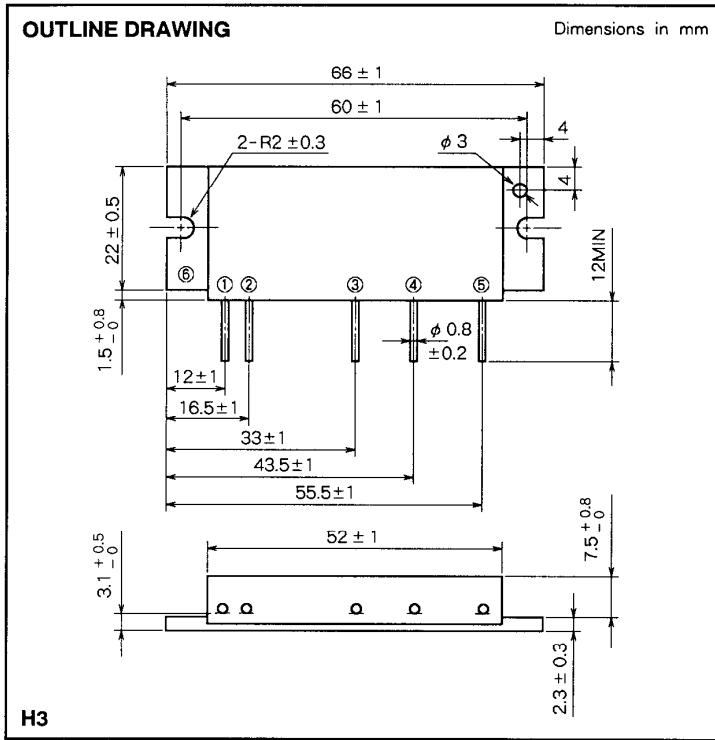 OUTLINE DRAWING
Dimensions in mm
66 ± 1
60 ± 1
4
2-R2 ±0.3
φ 3
4
22 ± 0.5
12MIN
⑥
①
②
③
④
⑤
1.5 +0.8 -0
φ 0.8
±0.2
12±1
16.5±1
33±1
43.5±1
55.5±1
52 ± 1
3.1 +0.5 -0
7.5 +0.8 -0
2.3 ± 0.3
H3